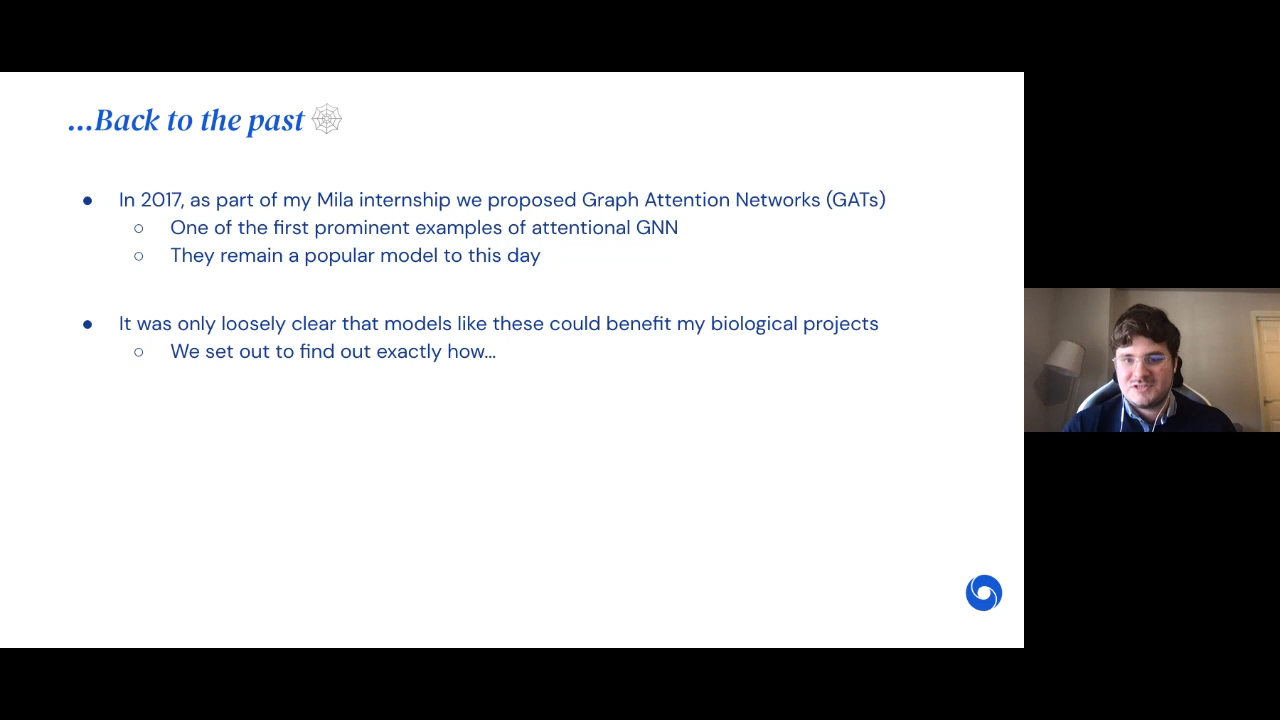 ...Back to the past
● In 2017, as part of my Mila internship we proposed Graph Attention Networks (GATs)
○ One of the first prominent examples of attentional GNN
○ They remain a popular model to this day
● It was only loosely clear that models like these could benefit my biological projects
○ We set out to find out exactly how...